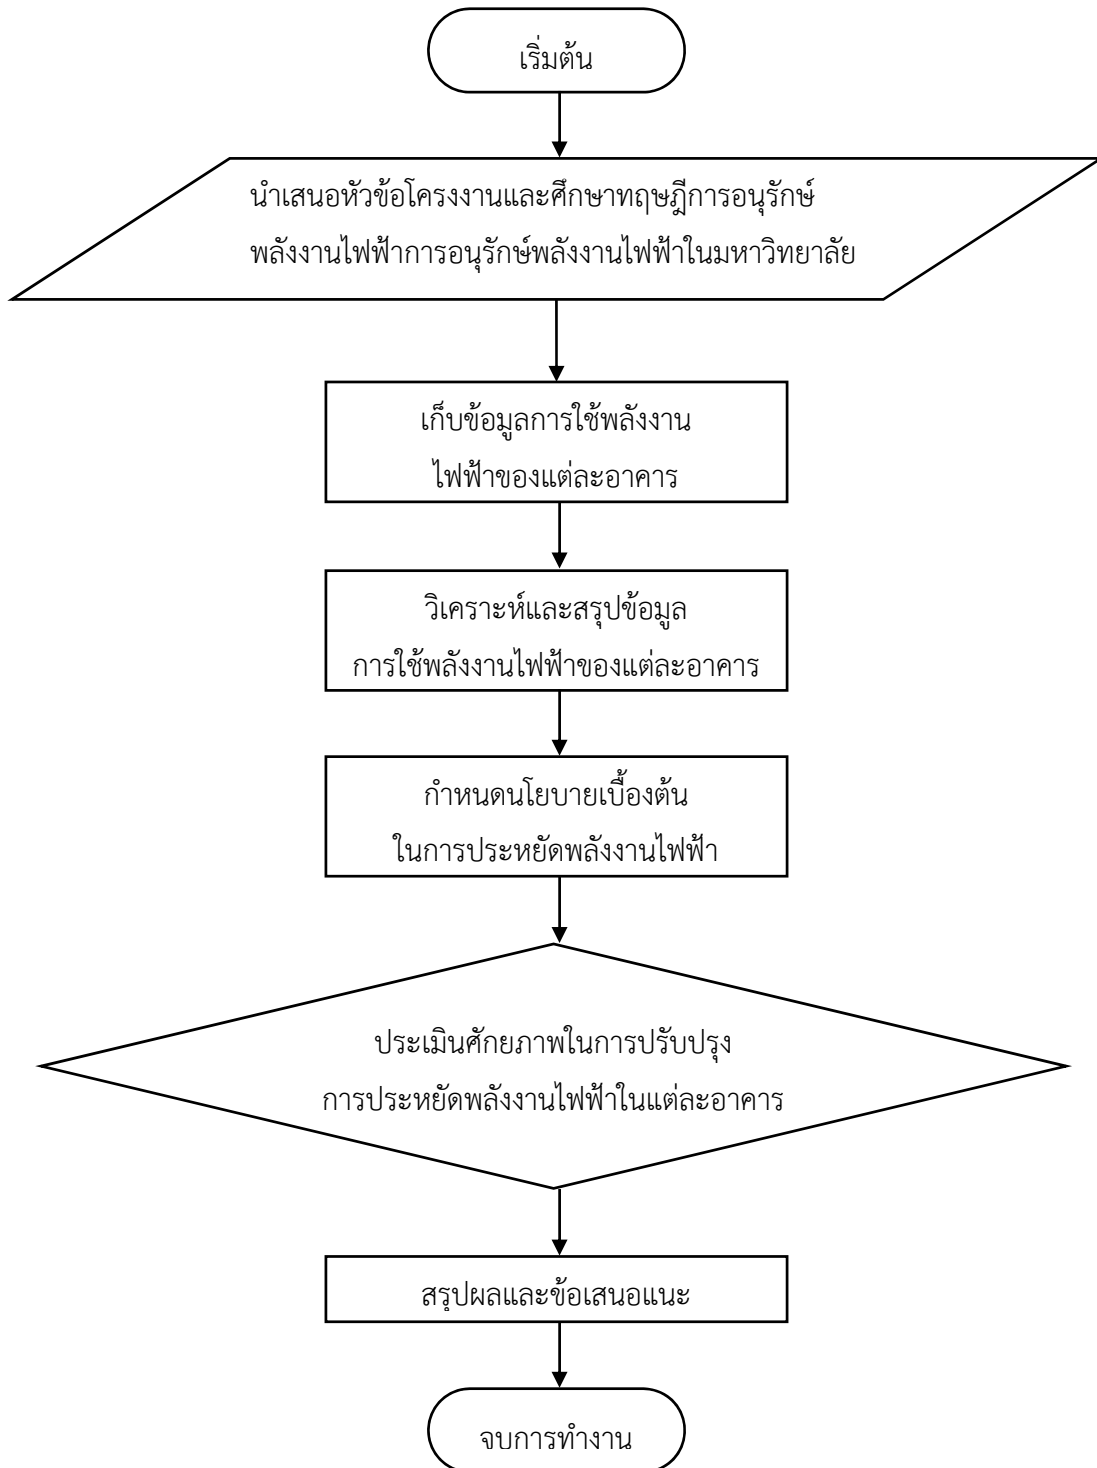 เริ่มต้น
นำเสนอหัวข้อโครงงานและศึกษาทฤษฎีการอนุรักษ์
พลังงานไฟฟ้าการอนุรักษ์พลังงานไฟฟ้าในมหาวิทยาลัย
เก็บข้อมูลการใช้พลังงาน
ไฟฟ้าของแต่ละอาคาร
วิเคราะห์และสรุปข้อมูล
การใช้พลังงานไฟฟ้าของแต่ละอาคาร
กำหนดนโยบายเบื้องต้น
ในการประหยัดพลังงานไฟฟ้า
ประเมินศักยภาพในการปรับปรุง
การประหยัดพลังงานไฟฟ้าในแต่ละอาคาร
สรุปผลและข้อเสนอแนะ
จบการทำงาน